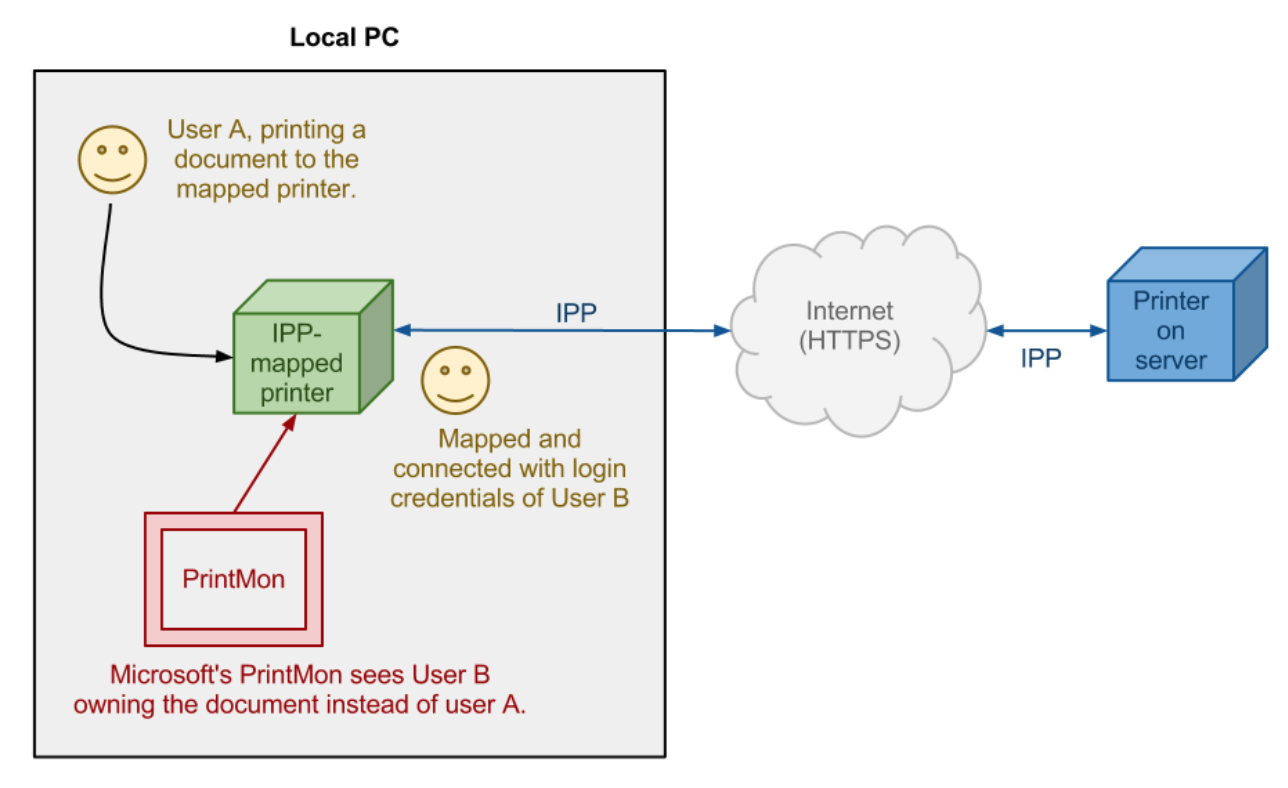 Local PC
User A, printing a
document to the
mapped printer.
IPP-
mapped
printer
IPP
Mapped and
connected with login
credentials of User B
PrintMon
Microsoft's PrintMon sees User B
owning the document instead of user A.
Internet
(HTTPS)
IPP
Printer
on
server